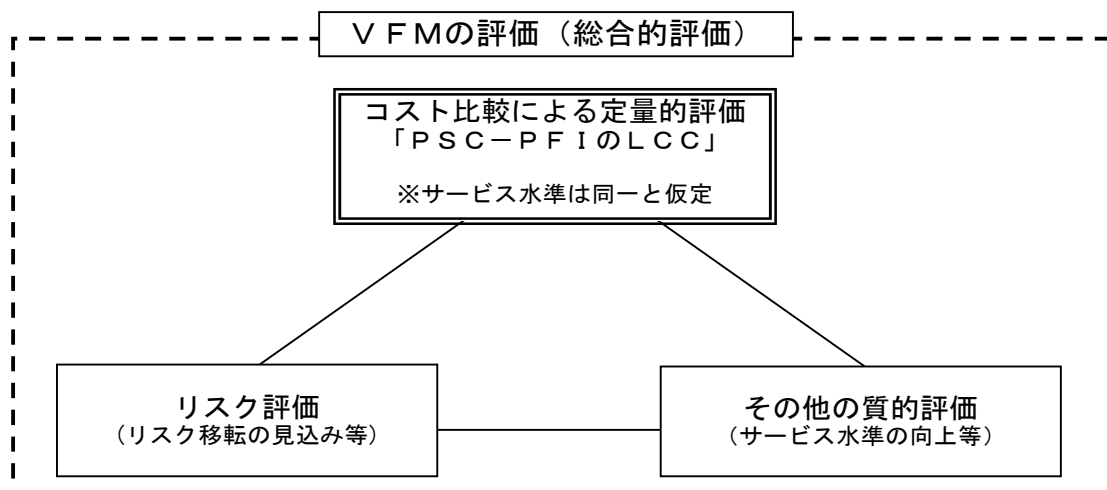 ＶＦＭの評価（総合的評価）
コスト比較による定量的評価
「ＰＳＣ－ＰＦＩのＬＣＣ」
※サービス水準は同一と仮定
リスク評価
（リスク移転の見込み等）
その他の質的評価
（サービス水準の向上等）